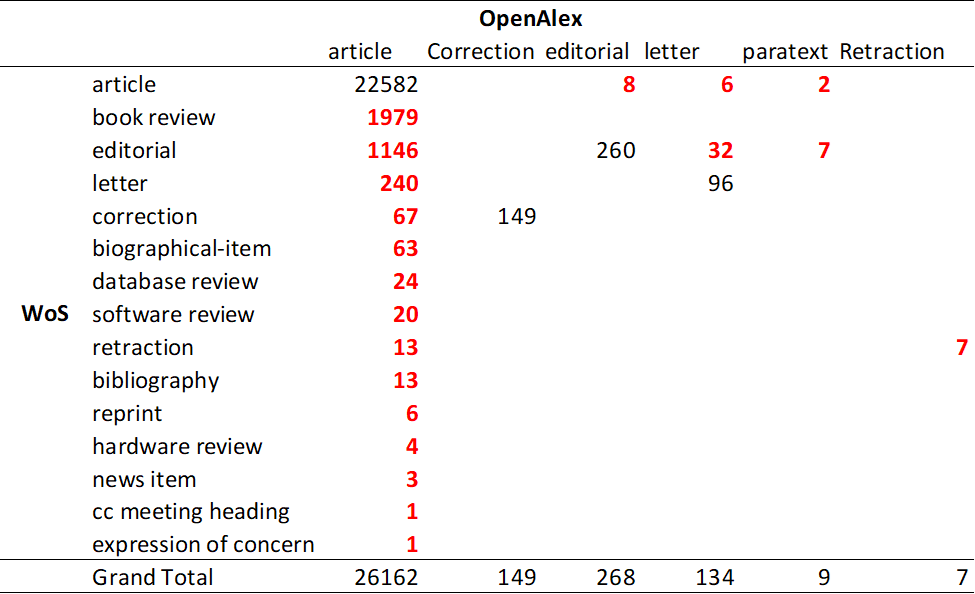 OpenAlex
article Correction editorial letter paratext Retraction
article 22582 8 6 2
book review 1979
editorial 1146 260 32 7
letter 240 96
correction 67 149
biographical-item 63
database review 24
WoS software review 20
retraction 13 7
bibliography 13
reprint 6
hardware review 4
news item 3
cc meeting heading 1
expression of concern 1
Grand Total 26162 149 268 134 9 7